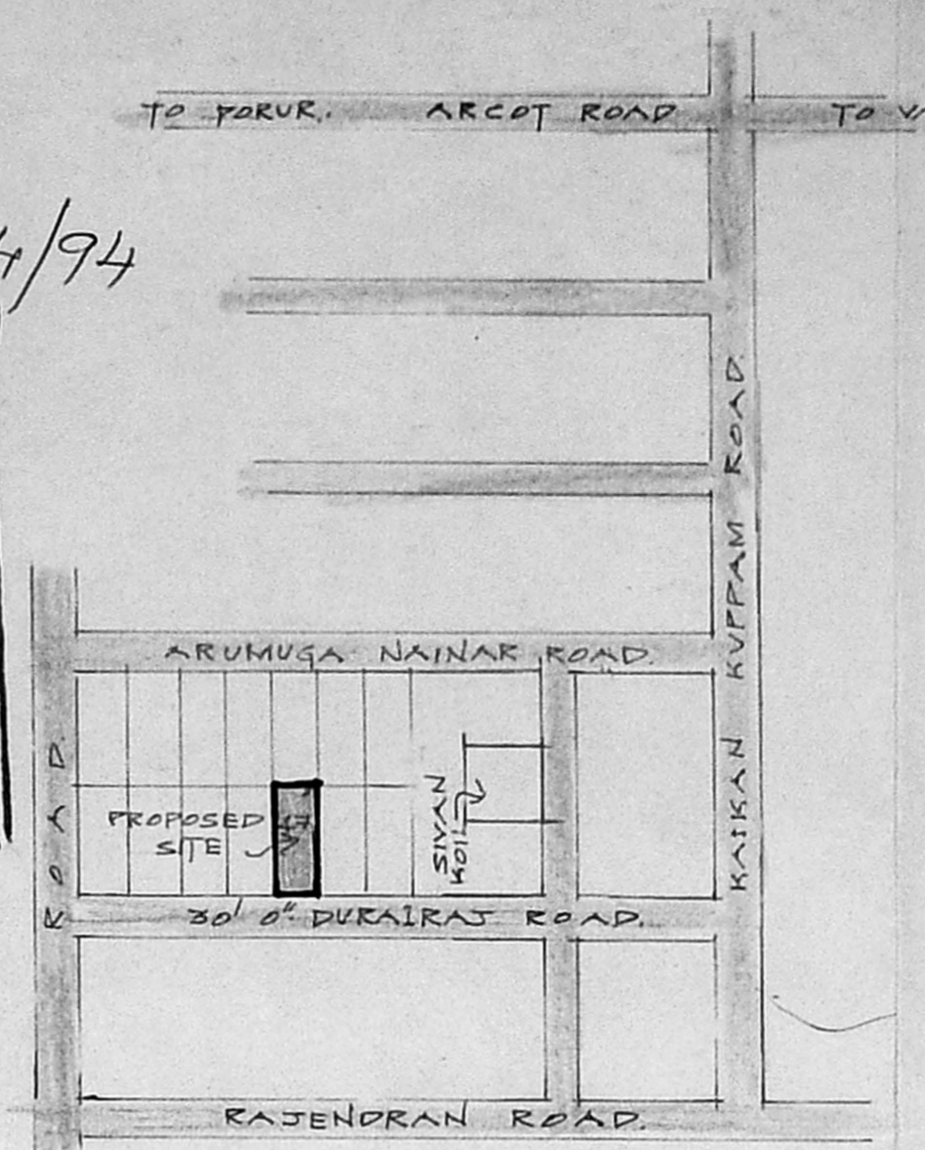 TO PORUR. ARCOT ROAD TO
4/94
KAIKAN KUPPAM ROAD.
ARUMUGA NAINAR ROAD.
ROAD.
PROPOSED
SITE
SIVAN
KOIL
30' 0" DURAIRAJ ROAD.
RAJENDRAN ROAD.